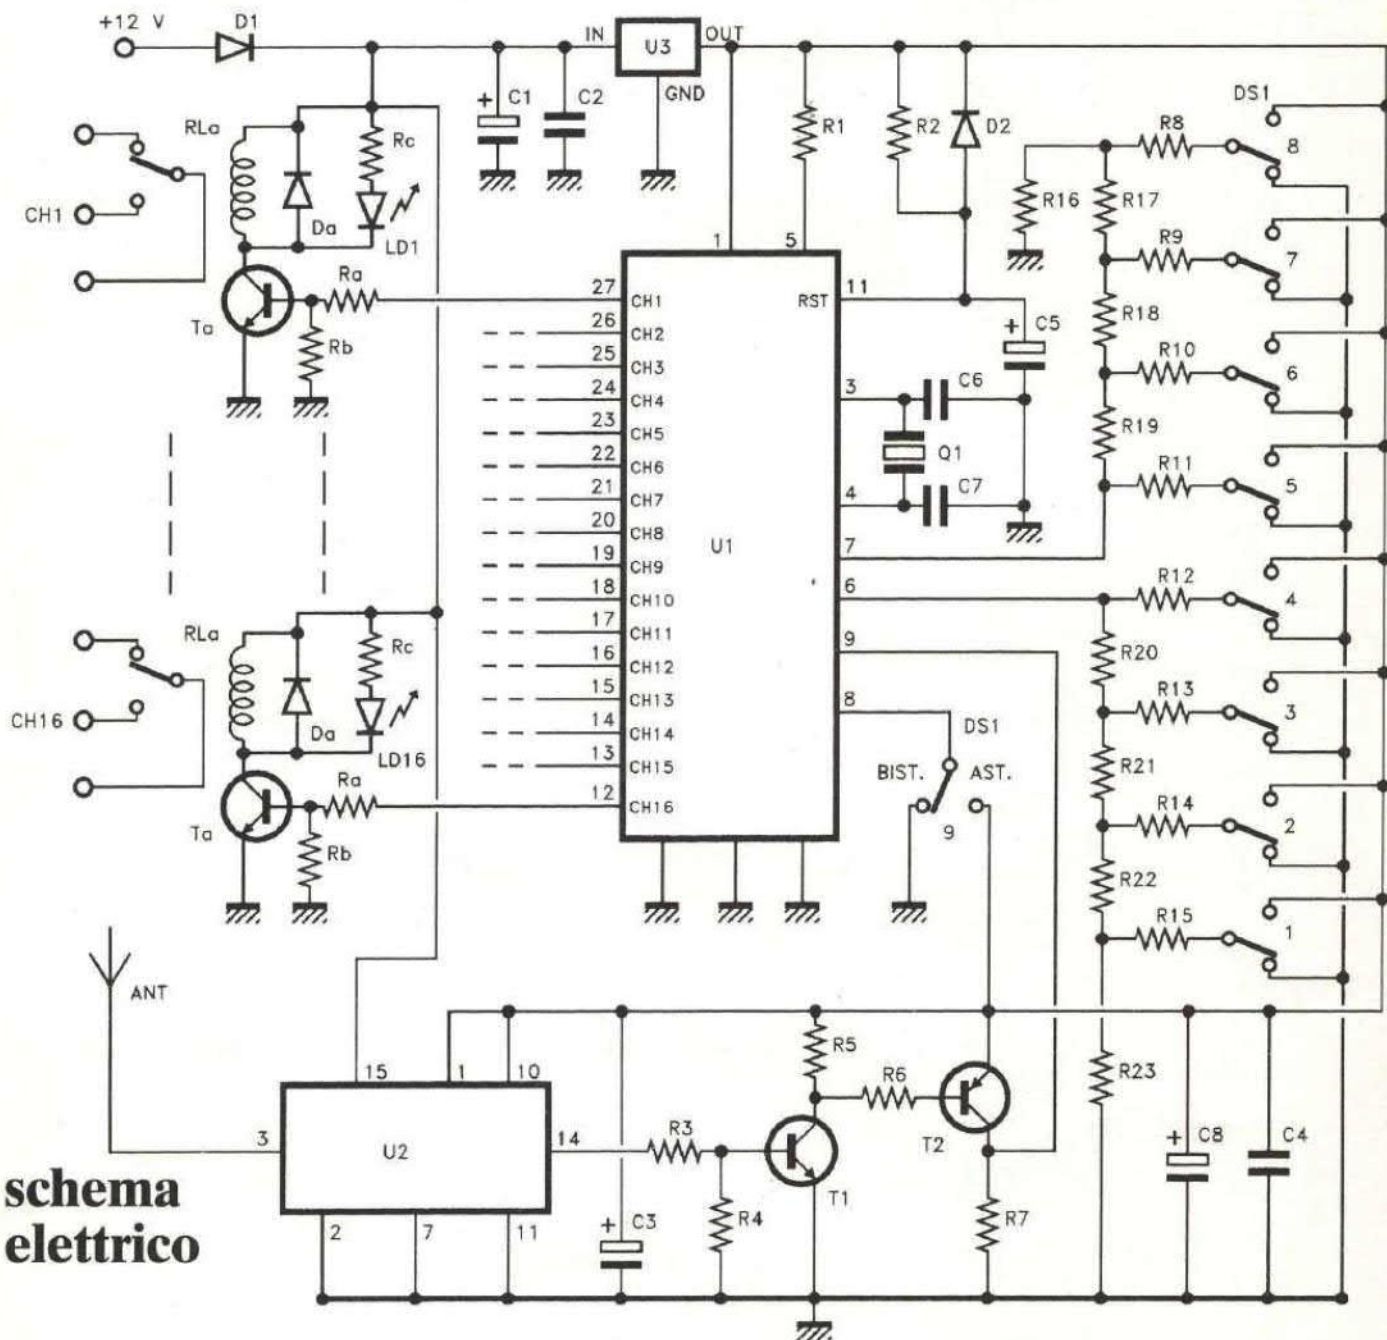 +12 V
D1
IN
U3
OUT
GND
+
C1
C2
R1
R2
D2
DS1
R8
8
R16
R17
R9
7
R18
R10
6
R19
R11
5
R12
4
R20
R13
3
R21
R14
2
R22
R15
1
R23
RLa
Rc
Da
LD1
CH1
Ra
Ta
Rb
1
5
27 CH1
26 CH2
25 CH3
24 CH4
23 CH5
22 CH6
21 CH7
20 CH8
19 CH9
18 CH10
17 CH11
16 CH12
15 CH13
14 CH14
13 CH15
12 CH16
U1
RST
11
3
4
7
6
9
8
+
C5
C6
Q1
C7
DS1
BIST.
AST.
9
RLa
Rc
Da
LD16
CH16
Ra
Ta
Rb
ANT
15
1
10
3
U2
14
2
7
11
+
C3
R3
R4
R5
T1
R6
T2
R7
+
C8
C4
schema
elettrico